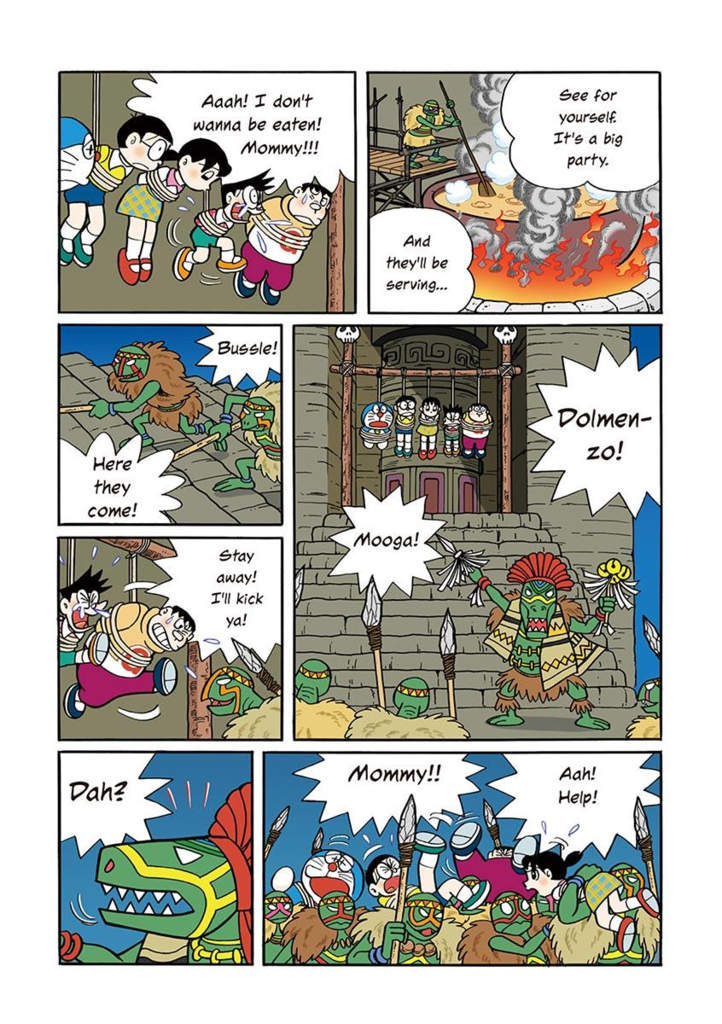 Aaah! I don't
wanna be eaten!
Mommy!!!
See for
yourself.
It's a big
party.
And
they'll be
serving...
Bussle!
Here
they
come!
Dolmen-
zo!
Mooga!
Stay
away!
I'll kick
ya!
Dah?
Mommy!!
Aah!
Help!